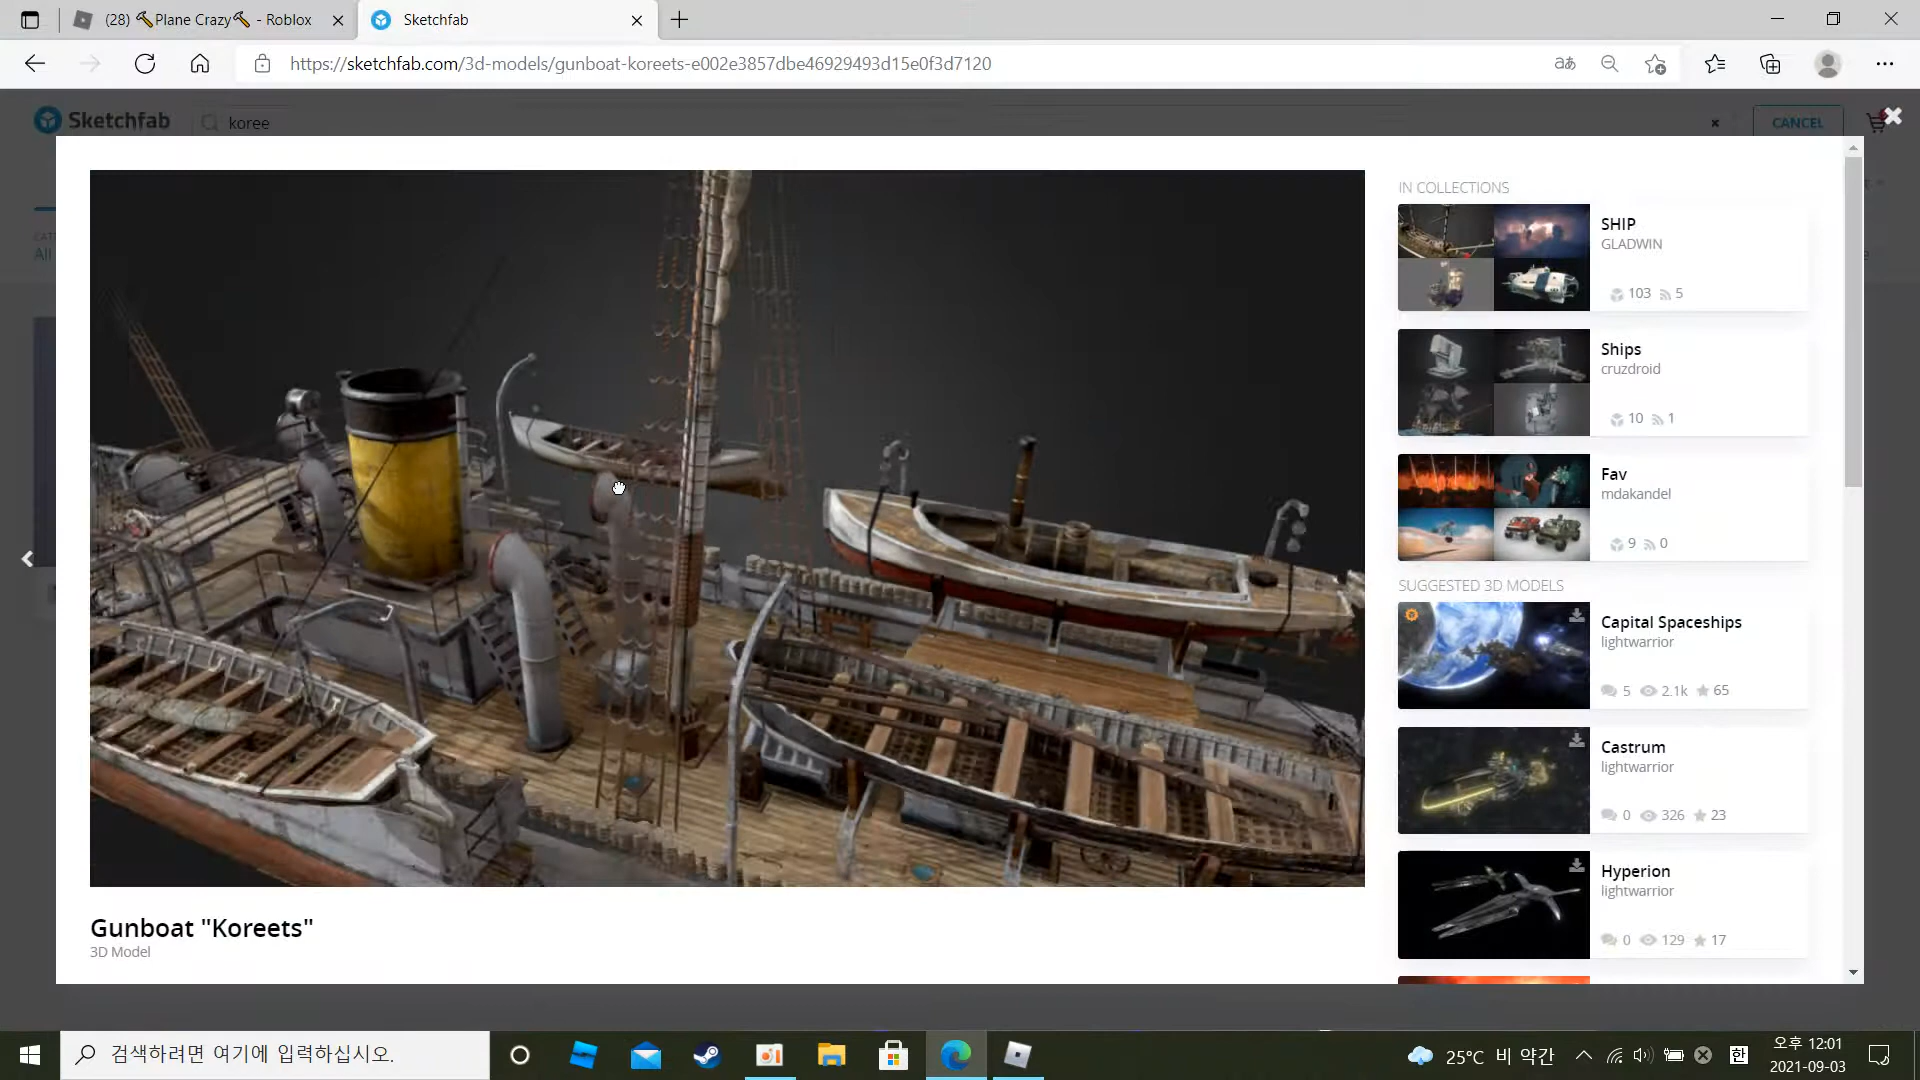 (28) 🔨Plane Crazy🔨 - Roblox
Sketchfab
https://sketchfab.com/3d-models/gunboat-koreets-e002e3857dbe46929493d15e0f3d7120
Sketchfab
koree
CANCEL
All
IN COLLECTIONS
SHIP
GLADWIN
103 5
Ships
cruzdroid
10 1
Fav
mdakandel
9 0
SUGGESTED 3D MODELS
Capital Spaceships
lightwarrior
5 2.1k 65
Castrum
lightwarrior
0 326 23
Hyperion
lightwarrior
0 129 17
Gunboat "Koreets"
3D Model
검색하려면 여기에 입력하십시오.
25°C 비 약간
한
오후 12:01
2021-09-03